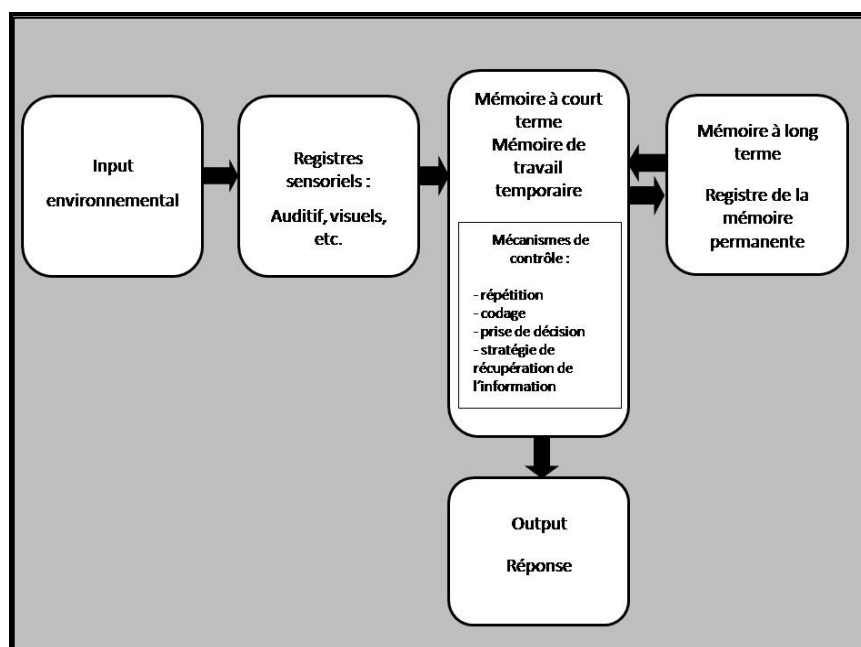 Input
environnemental
Registres
sensoriels :
Auditif, visuels,
etc.
Mémoire à court
terme
Mémoire de
travail
temporaire
Mécanismes de
contrôle :
- répétition
- codage
- prise de décision
- stratégie de
récupération de
l'information
Mémoire à long
terme
Registre de la
mémoire
permanente
Output
Réponse